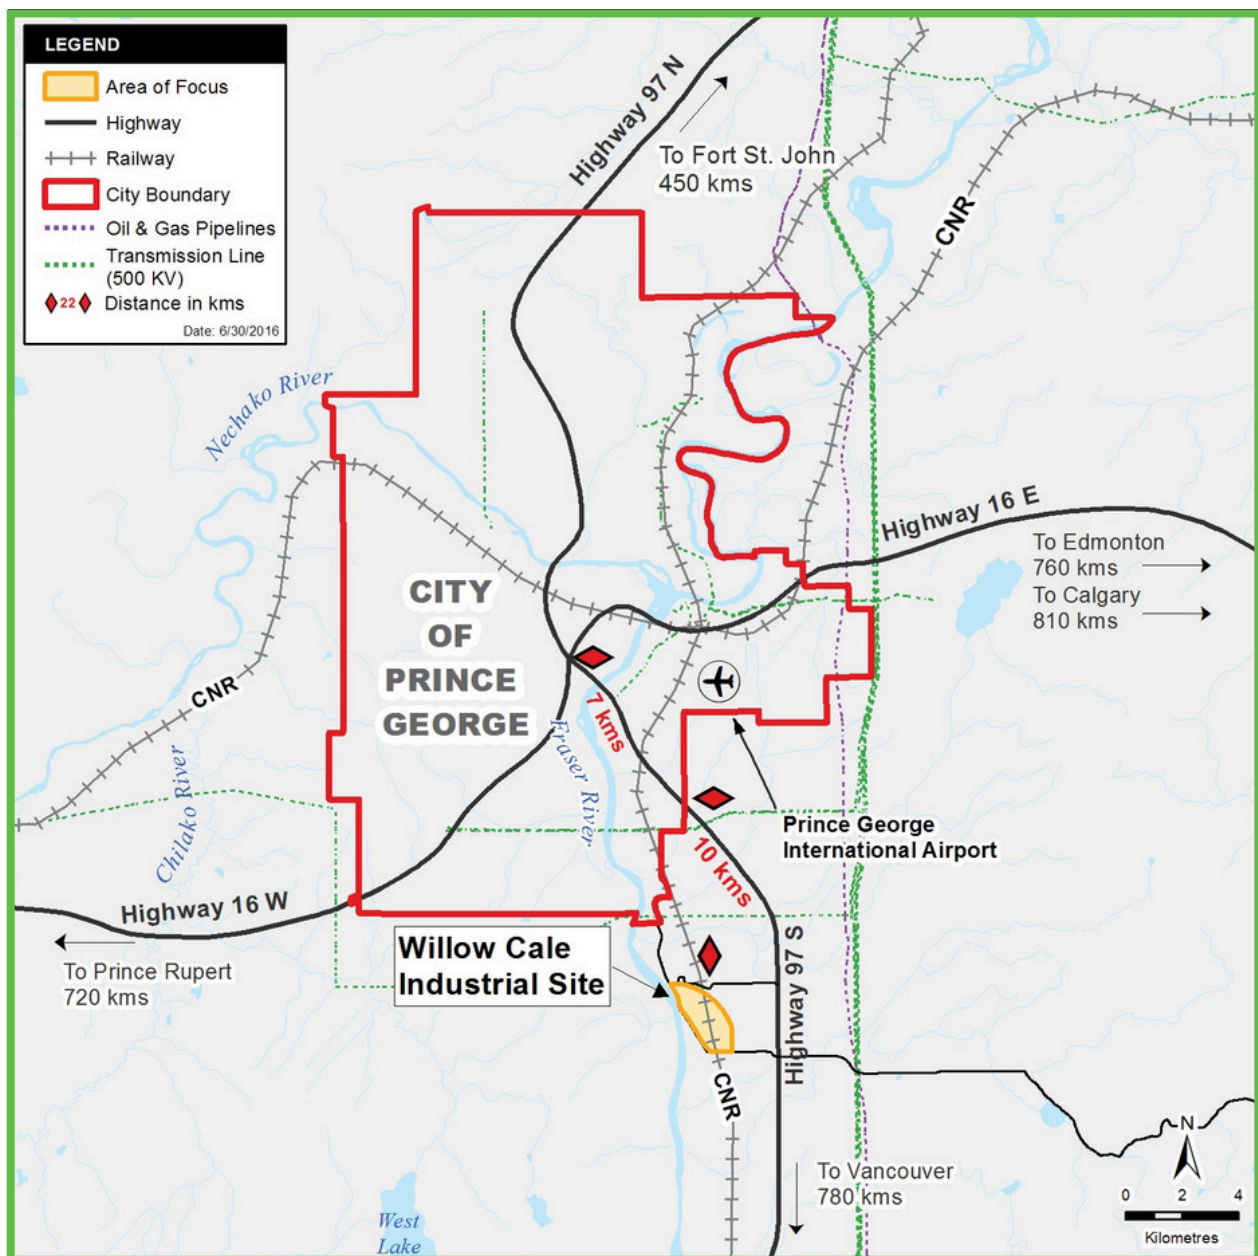 LEGEND
Area of Focus
Highway
Railway
City Boundary
Oil & Gas Pipelines
Transmission Line
(500 KV)
22 Distance in kms
Date: 6/30/2016
Highway 97 N
To Fort St. John
450 kms
CNR
Nechako River
Highway 16 E
To Edmonton
760 kms
To Calgary
810 kms
CITY
OF
PRINCE
GEORGE
CNR
7 kms
Fraser River
Chilako River
10 kms
Prince George
International Airport
Highway 16 W
To Prince Rupert
720 kms
Willow Cale
Industrial Site
Highway 97 S
CNR
To Vancouver
780 kms
West
Lake
N
0 2 4
Kilometres